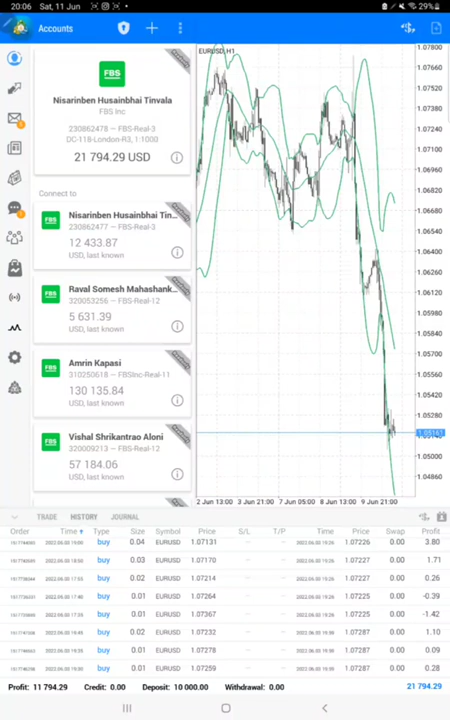 20:06 Sat, 11 Jun
29%
Accounts
FBS
Nisarinben Husainbhai Tinvala
FBS Inc
230862478 — FBS-Real-3
DC-118-London-R3, 1:1000
21 794.29 USD
Connect to
FBS
Nisarinben Husainbhai Tin...
230862477 — FBS-Real-3
12 433.87
USD, last known
FBS
Raval Somesh Mahashank...
320053256 — FBS-Real-12
5 631.39
USD, last known
FBS
Amrin Kapasi
310250618 — FBSInc-Real-11
130 135.84
USD, last known
FBS
Vishal Shrikantrao Aloni
320009213 — FBS-Real-12
57 184.06
USD, last known
EURUSD, H1
1.07800
1.07660
1.07520
1.07380
1.07240
1.07100
1.06960
1.06820
1.06680
1.06540
1.06400
1.06260
1.06120
1.05980
1.05840
1.05700
1.05560
1.05420
1.05280
1.05161
1.05000
1.04860
2 Jun 13:00 3 Jun 21:00 7 Jun 05:00 8 Jun 13:00 9 Jun 21:00
TRADE HISTORY JOURNAL
Order Time Type Size Symbol Price S/L T/P Time Price Swap Profit
buy 0.04 EURUSD 1.07131 — — 1.07226 0.00 3.80
buy 0.03 EURUSD 1.07170 — — 1.07227 0.00 1.71
buy 0.02 EURUSD 1.07214 — — 1.07227 0.00 0.26
buy 0.01 EURUSD 1.07264 — — 1.07225 0.00 -0.39
buy 0.01 EURUSD 1.07367 — — 1.07225 0.00 -1.42
buy 0.02 EURUSD 1.07232 — — 1.07287 0.00 1.10
buy 0.01 EURUSD 1.07278 — — 1.07287 0.00 0.09
buy 0.01 EURUSD 1.07259 — — 1.07287 0.00 0.28
Profit: 11 794.29 Credit: 0.00 Deposit: 10 000.00 Withdrawal: 0.00 21 794.29